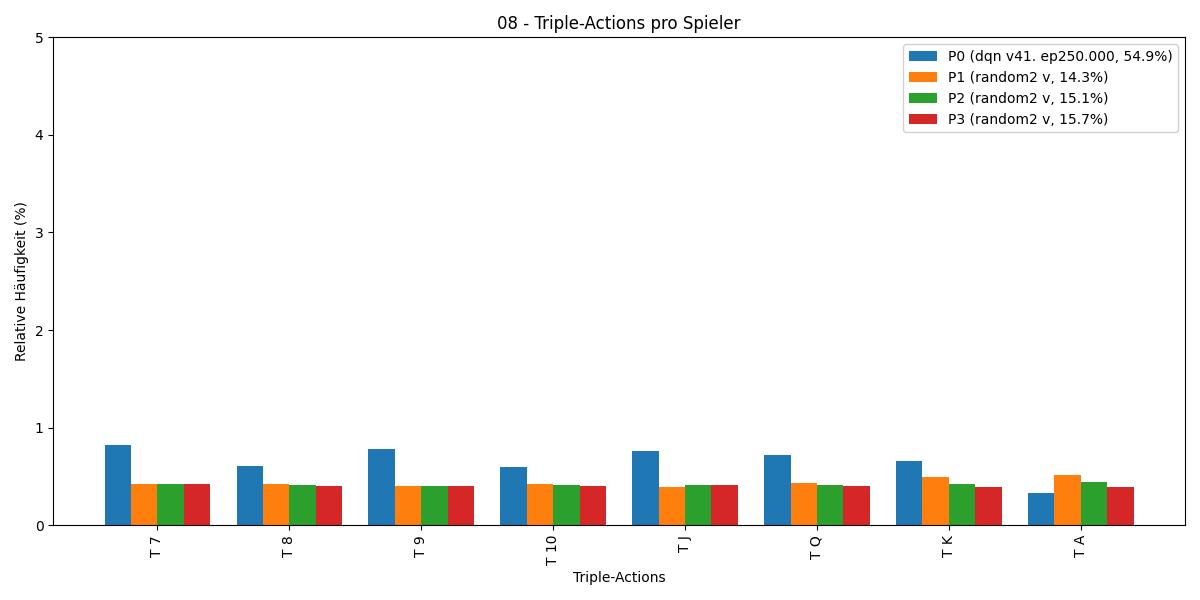 08 - Triple-Actions pro Spieler
P0 (dqn v41. ep250.000, 54.9%)
P1 (random2 v, 14.3%)
P2 (random2 v, 15.1%)
P3 (random2 v, 15.7%)
Relative Häufigkeit (%)
5
4
3
2
1
0
T 7
T 8
T 9
T 10
T J
T Q
T K
T A
Triple-Actions